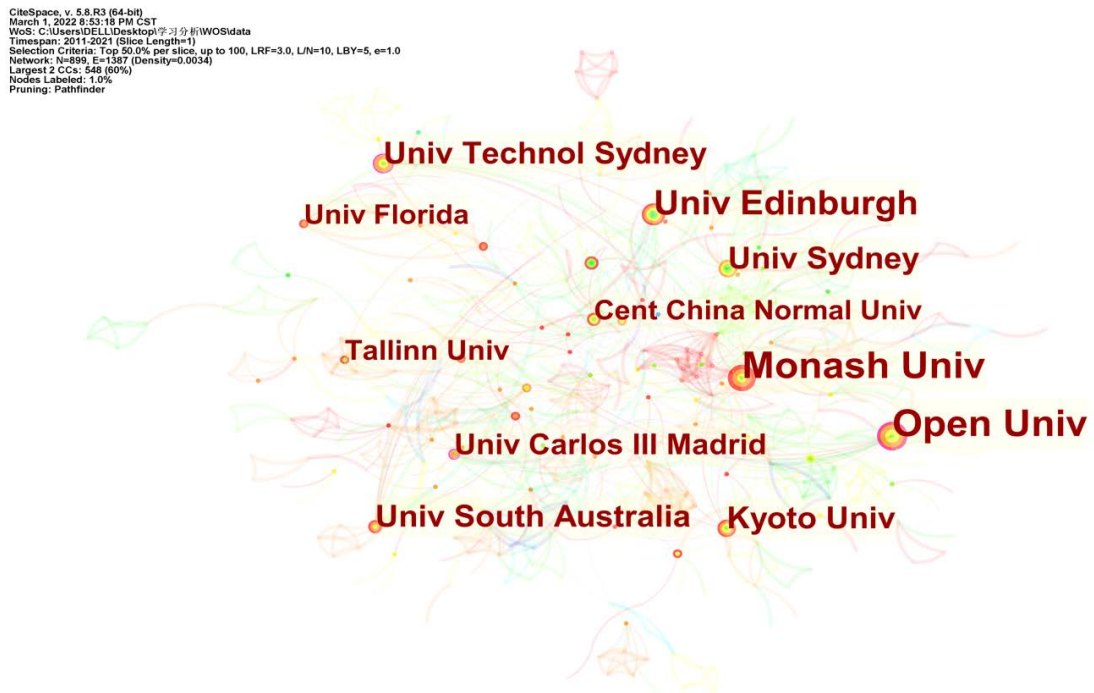 CiteSpace, v. 5.8.R3 (64-bit)
March 1, 2022 8:53:18 PM CST
WoS: C:\Users\DELL\Desktop\学习分析\WOS\data
Timespan: 2011-2021 (Slice Length=1)
Selection Criteria: Top 50.0% per slice, up to 100, LRF=3.0, L/N=10, LBY=5, e=1.0
Network: N=899, E=1387 (Density=0.0034)
Largest 2 CCs: 548 (60%)
Nodes Labeled: 1.0%
Pruning: Pathfinder
Univ Technol Sydney
Univ Edinburgh
Univ Florida
Univ Sydney
Cent China Normal Univ
Tallinn Univ
Monash Univ
Open Univ
Univ Carlos III Madrid
Univ South Australia
Kyoto Univ